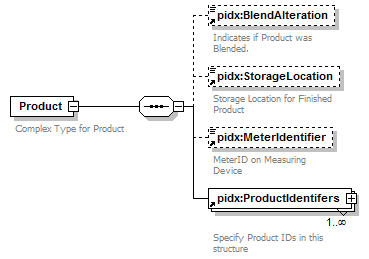 pidx:BlendAlteration
Indicates if Product was
Blended.
pidx:StorageLocation
Storage Location for Finished
Product
Product
Complex Type for Product
pidx:MeterIdentifier
MeterID on Measuring
Device
pidx:ProductIdentifers
1..∞
Specify Product IDs in this
structure